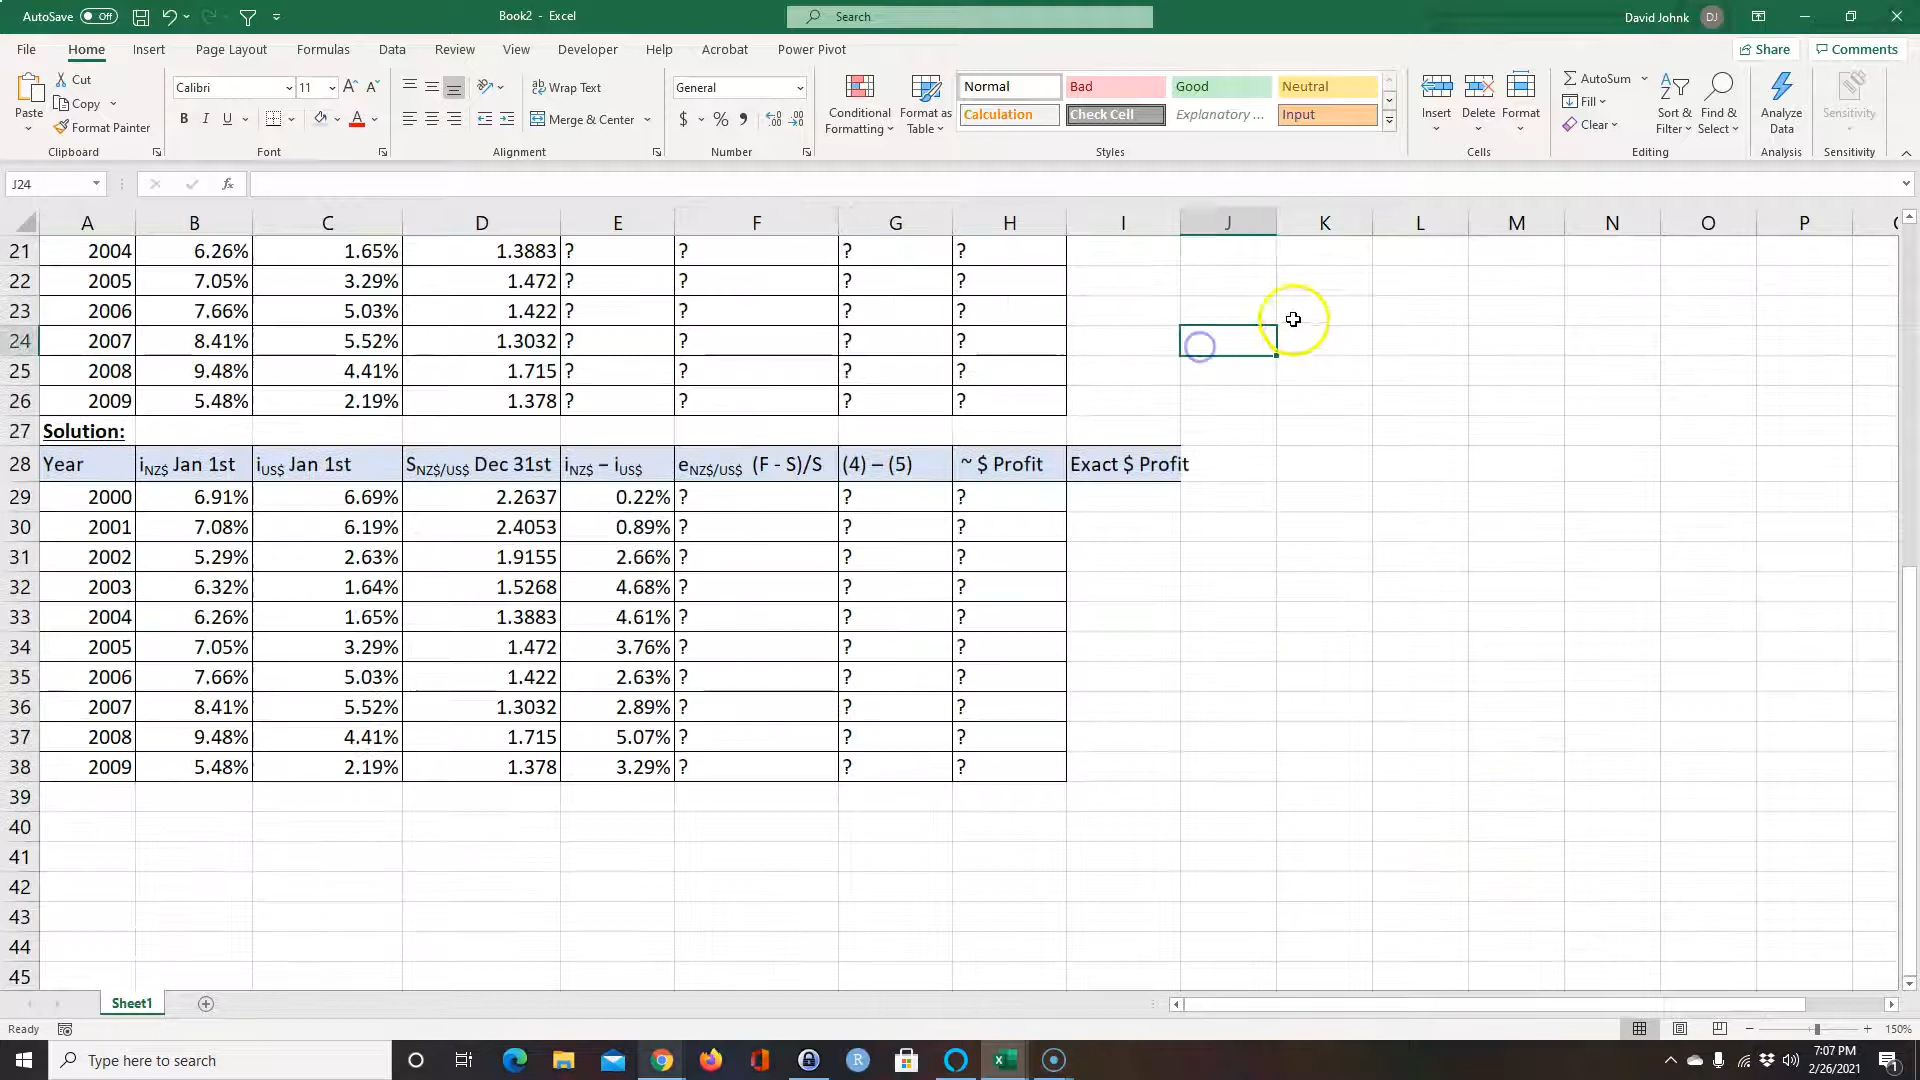 AutoSave Off Book2 - Excel Search David Johnk DJ
File Home Insert Page Layout Formulas Data Review View Developer Help Acrobat Power Pivot Share Comments
Paste Cut Copy Format Painter Clipboard
Calibri 11 B I U Font
Wrap Text Merge & Center Alignment
General $ % Number
Conditional Formatting Format as Table Normal Bad Good Neutral Calculation Check Cell Explanatory ... Input Styles
Insert Delete Format Cells
AutoSum Fill Clear Sort & Filter Find & Select Editing
Analyze Data Analysis Sensitivity Sensitivity
J24 fx
A B C D E F G H I J K L M N O P
21 2004 6.26% 1.65% 1.3883 ? ? ? ?
22 2005 7.05% 3.29% 1.472 ? ? ? ?
23 2006 7.66% 5.03% 1.422 ? ? ? ?
24 2007 8.41% 5.52% 1.3032 ? ? ? ?
25 2008 9.48% 4.41% 1.715 ? ? ? ?
26 2009 5.48% 2.19% 1.378 ? ? ? ?
27 Solution:
28 Year iNZ$ Jan 1st iUS$ Jan 1st SNZ$/US$ Dec 31st iNZ$ – iUS$ eNZ$/US$ (F - S)/S (4) – (5) ~ $ Profit Exact $ Profit
29 2000 6.91% 6.69% 2.2637 0.22% ? ? ?
30 2001 7.08% 6.19% 2.4053 0.89% ? ? ?
31 2002 5.29% 2.63% 1.9155 2.66% ? ? ?
32 2003 6.32% 1.64% 1.5268 4.68% ? ? ?
33 2004 6.26% 1.65% 1.3883 4.61% ? ? ?
34 2005 7.05% 3.29% 1.472 3.76% ? ? ?
35 2006 7.66% 5.03% 1.422 2.63% ? ? ?
36 2007 8.41% 5.52% 1.3032 2.89% ? ? ?
37 2008 9.48% 4.41% 1.715 5.07% ? ? ?
38 2009 5.48% 2.19% 1.378 3.29% ? ? ?
39
40
41
42
43
44
45
Sheet1
Ready 150%
Type here to search 7:07 PM
2/26/2021